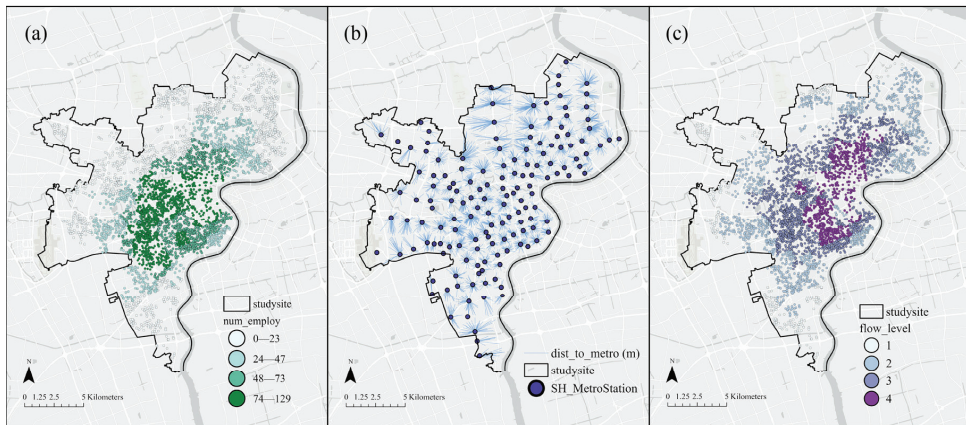 (a)
studysite
num_employ
0—23
24—47
48—73
74—129
N
0 1.25 2.5 5 Kilometers
(b)
dist_to_metro (m)
studysite
SH_MetroStation
N
0 1.25 2.5 5 Kilometers
(c)
studysite
flow_level
1
2
3
4
N
0 1.25 2.5 5 Kilometers